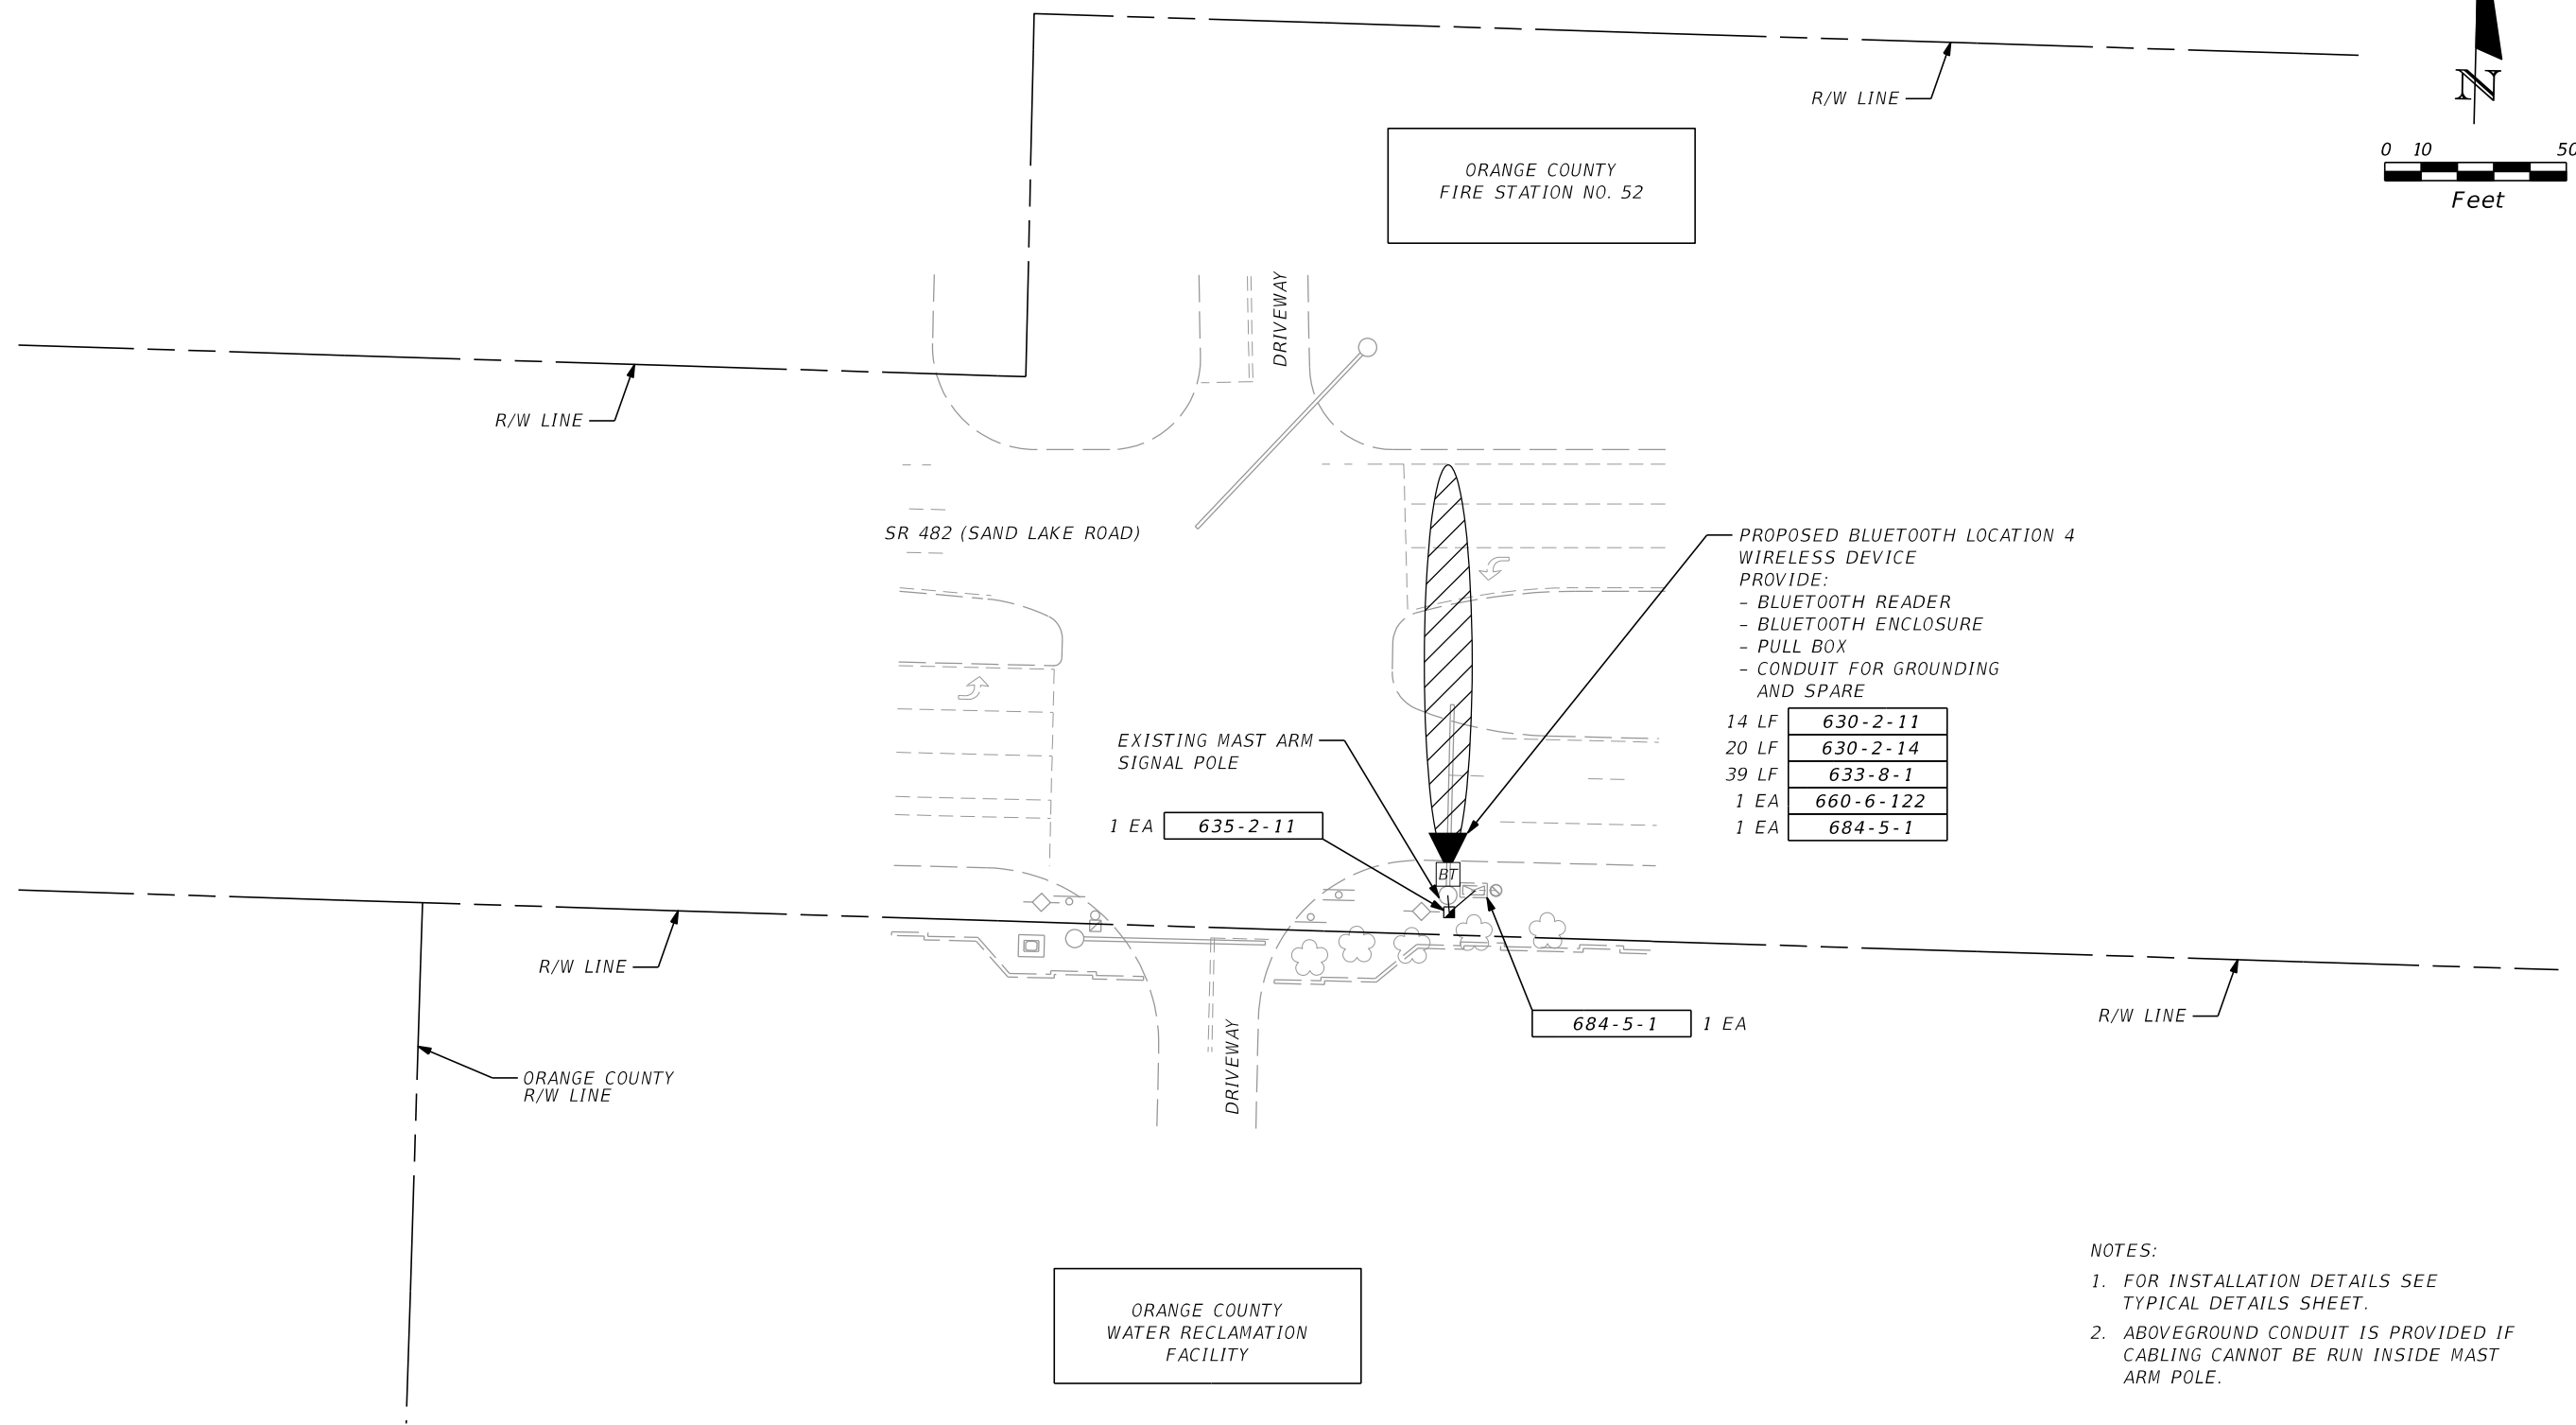 R/W LINE
N
0 10 50
Feet
ORANGE COUNTY
FIRE STATION NO. 52
DRIVEWAY
R/W LINE
SR 482 (SAND LAKE ROAD)
PROPOSED BLUETOOTH LOCATION 4
WIRELESS DEVICE
PROVIDE:
- BLUETOOTH READER
- BLUETOOTH ENCLOSURE
- PULL BOX
- CONDUIT FOR GROUNDING
AND SPARE
14 LF 630-2-11
20 LF 630-2-14
39 LF 633-8-1
1 EA 660-6-122
1 EA 684-5-1
EXISTING MAST ARM
SIGNAL POLE
1 EA 635-2-11
BT
R/W LINE
684-5-1 1 EA
R/W LINE
ORANGE COUNTY
R/W LINE
DRIVEWAY
ORANGE COUNTY
WATER RECLAMATION
FACILITY
NOTES:
1. FOR INSTALLATION DETAILS SEE
TYPICAL DETAILS SHEET.
2. ABOVEGROUND CONDUIT IS PROVIDED IF
CABLING CANNOT BE RUN INSIDE MAST
ARM POLE.